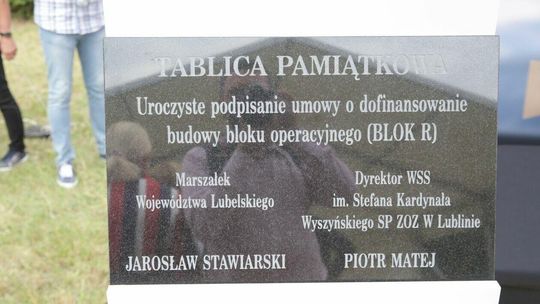 TABLICA PAMIĄTKOWA
Uroczyste podpisanie umowy o dofinansowanie
budowy bloku operacyjnego (BLOK R)
Marszałek
Województwa Lubelskiego
JAROSŁAW STAWIARSKI
Dyrektor WSS
im. Stefana Kardynała
Wyszyńskiego SP ZOZ W Lublinie
PIOTR MATEJ